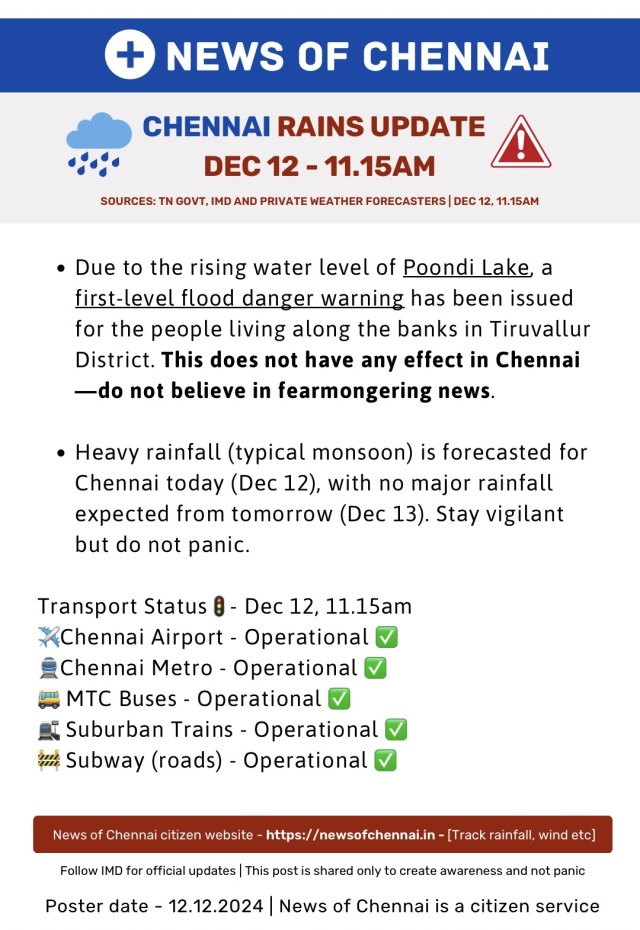 NEWS OF CHENNAI
CHENNAI RAINS UPDATE
DEC 12 - 11.15AM
SOURCES: TN GOVT, IMD AND PRIVATE WEATHER FORECASTERS | DEC 12, 11.15AM
• Due to the rising water level of Poondi Lake, a
first-level flood danger warning has been issued
for the people living along the banks in Tiruvallur
District. This does not have any effect in Chennai
—do not believe in fearmongering news.
• Heavy rainfall (typical monsoon) is forecasted for
Chennai today (Dec 12), with no major rainfall
expected from tomorrow (Dec 13). Stay vigilant
but do not panic.
Transport Status🚦- Dec 12, 11.15am
✈️Chennai Airport - Operational ✅
🚆Chennai Metro - Operational ✅
🚌 MTC Buses - Operational ✅
🚉 Suburban Trains - Operational ✅
🚧 Subway (roads) - Operational ✅
News of Chennai citizen website - https://newsofchennai.in - [Track rainfall, wind etc]
Follow IMD for official updates | This post is shared only to create awareness and not panic
Poster date - 12.12.2024 | News of Chennai is a citizen service